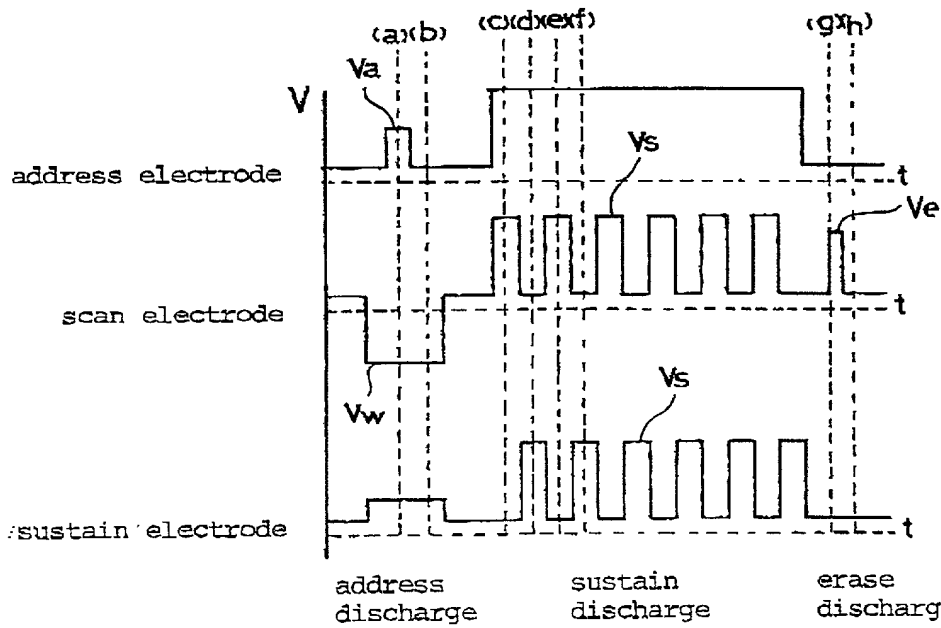 (a)(b) (c)(d)(e)(f) (g)(h)
Va
V
Vs
address electrode t
Ve
scan electrode t
Vw
Vs
sustain electrode t
address discharge
sustain discharge
erase discharg